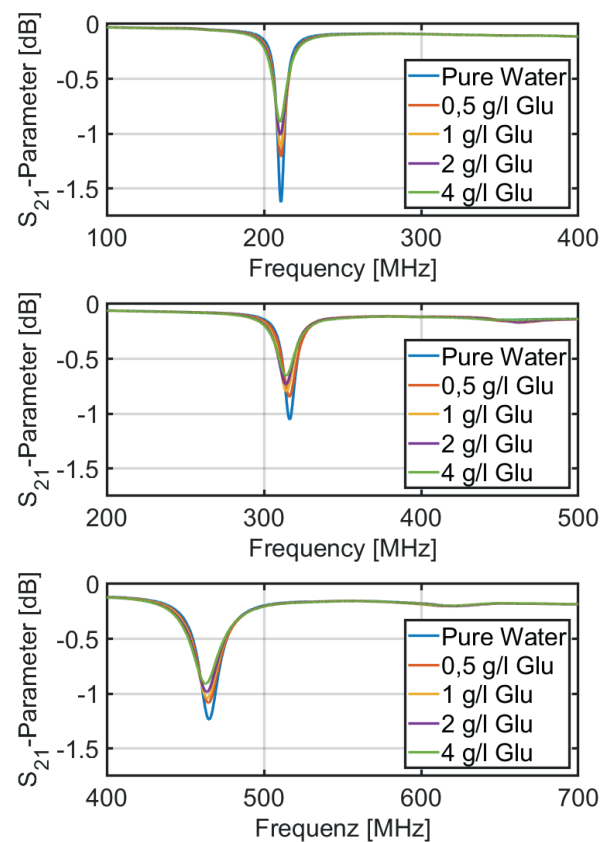 S21-Parameter [dB]
0
-0.5
-1
-1.5
Pure Water
0,5 g/l Glu
1 g/l Glu
2 g/l Glu
4 g/l Glu
100 200 300 400
Frequency [MHz]
S21-Parameter [dB]
0
-0.5
-1
-1.5
Pure Water
0,5 g/l Glu
1 g/l Glu
2 g/l Glu
4 g/l Glu
200 300 400 500
Frequency [MHz]
S21-Parameter [dB]
0
-0.5
-1
-1.5
Pure Water
0,5 g/l Glu
1 g/l Glu
2 g/l Glu
4 g/l Glu
400 500 600 700
Frequenz [MHz]